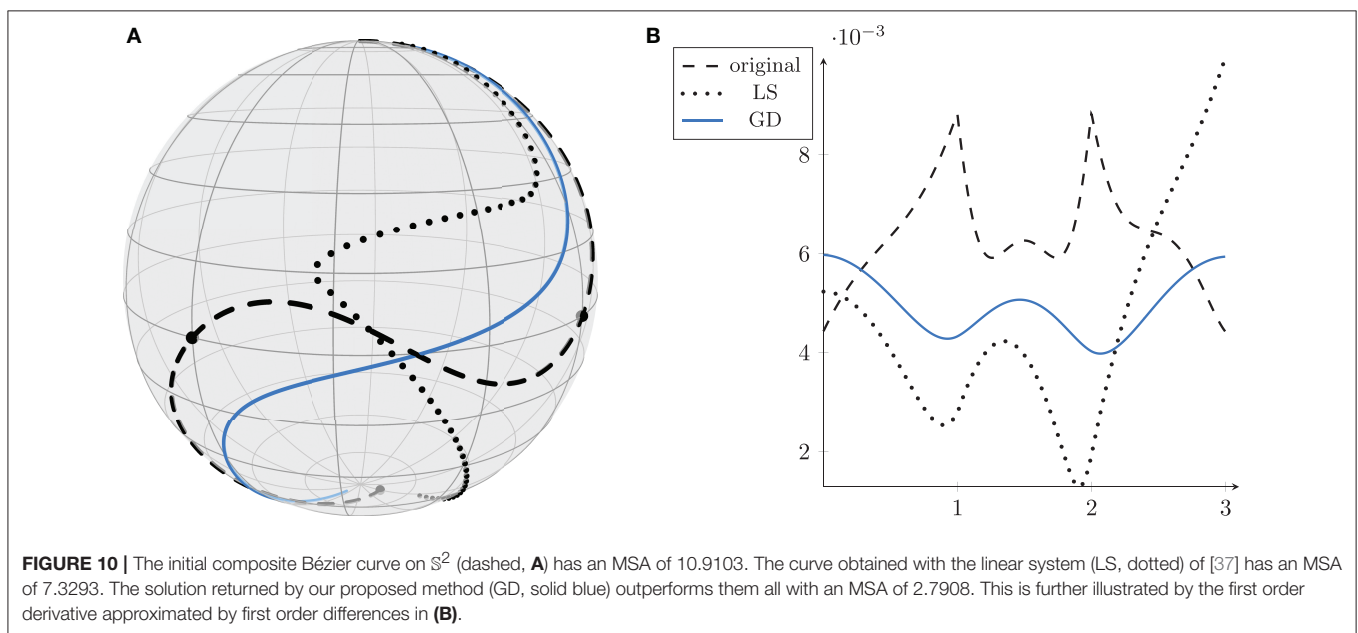 A
B
·10⁻³
original
LS
GD
8
6
4
2
1
2
3
FIGURE 10 | The initial composite Bézier curve on 𝕊² (dashed, A) has an MSA of 10.9103. The curve obtained with the linear system (LS, dotted) of [37] has an MSA
of 7.3293. The solution returned by our proposed method (GD, solid blue) outperforms them all with an MSA of 2.7908. This is further illustrated by the first order
derivative approximated by first order differences in (B).